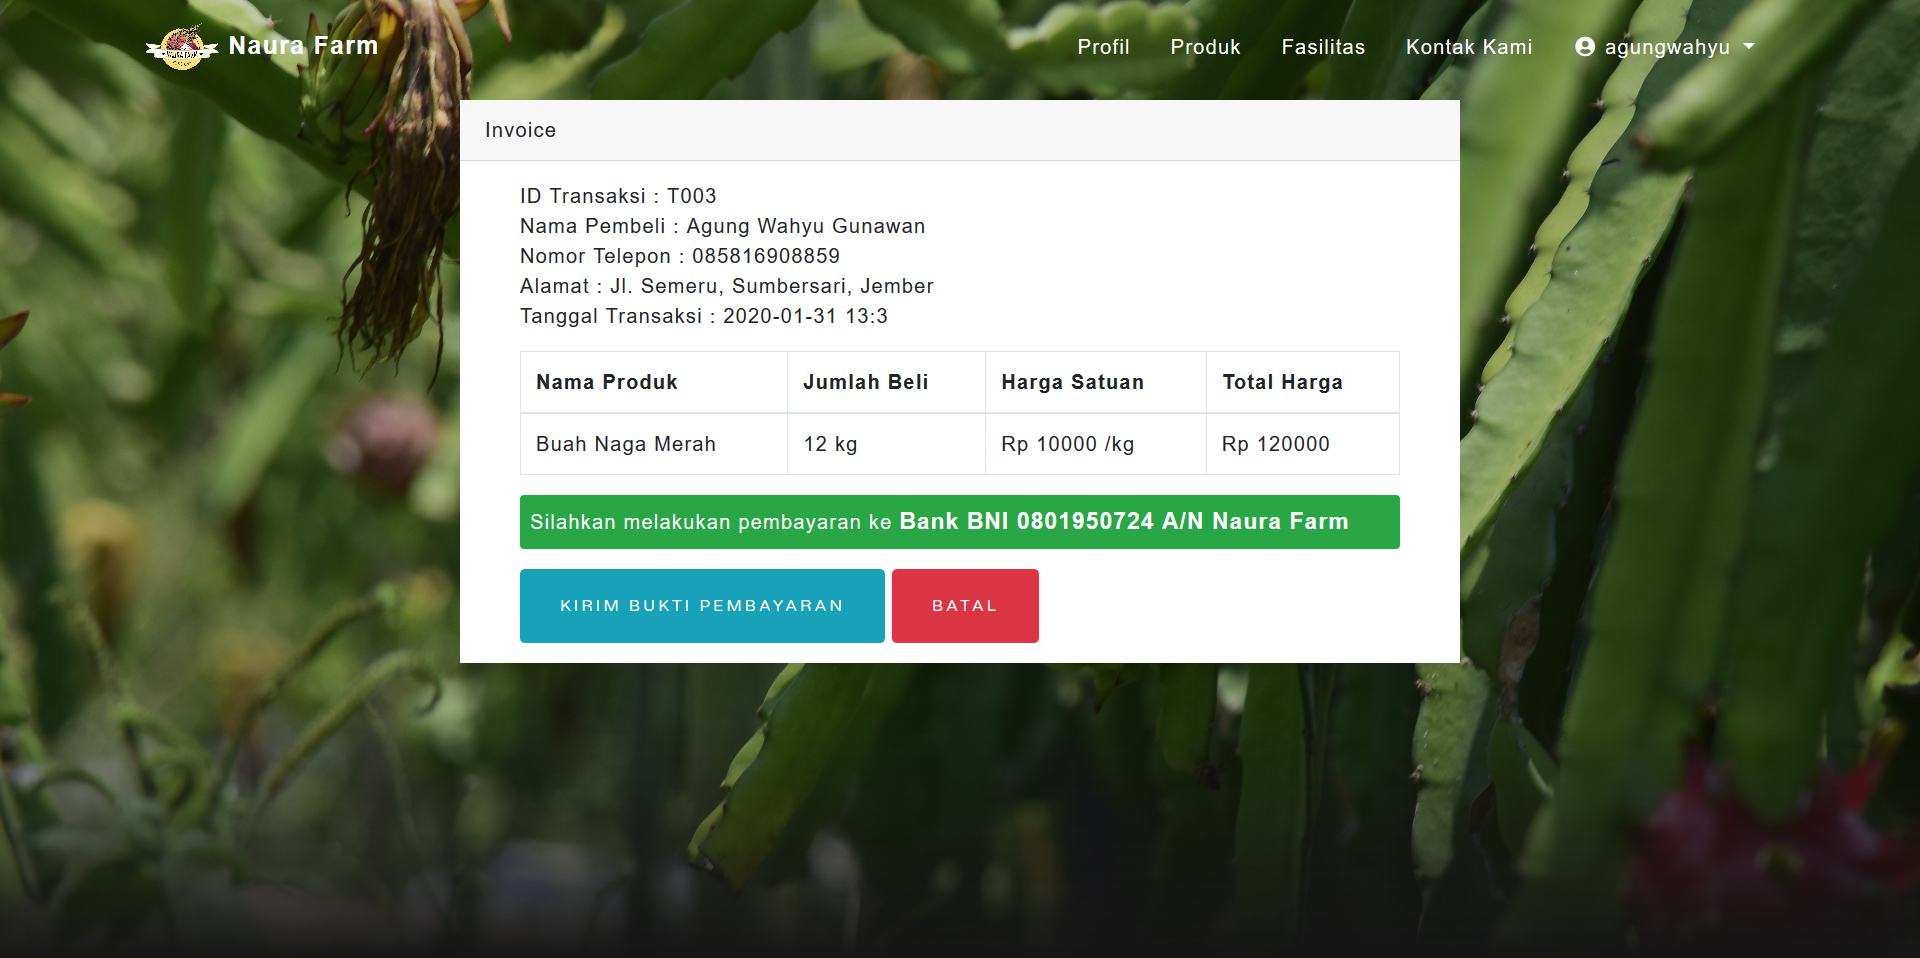 Naura Farm
Profil Produk Fasilitas Kontak Kami agungwahyu
Invoice
ID Transaksi : T003
Nama Pembeli : Agung Wahyu Gunawan
Nomor Telepon : 085816908859
Alamat : Jl. Semeru, Sumbersari, Jember
Tanggal Transaksi : 2020-01-31 13:3
Nama Produk Jumlah Beli Harga Satuan Total Harga
Buah Naga Merah 12 kg Rp 10000 /kg Rp 120000
Silahkan melakukan pembayaran ke Bank BNI 0801950724 A/N Naura Farm
KIRIM BUKTI PEMBAYARAN BATAL